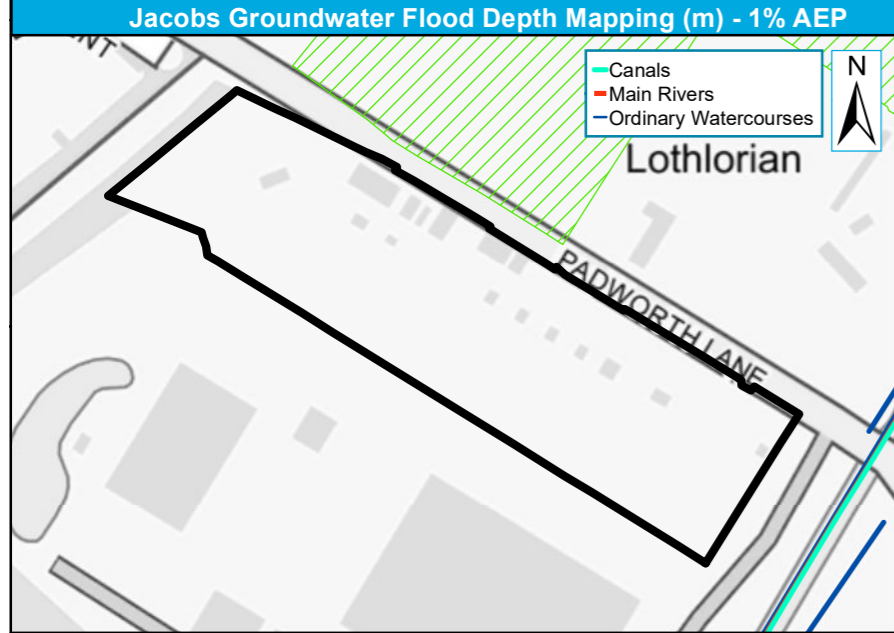 Jacobs Groundwater Flood Depth Mapping (m) - 1% AEP
Canals
Main Rivers
Ordinary Watercourses
N
Lothlorian
PADWORTH LANE